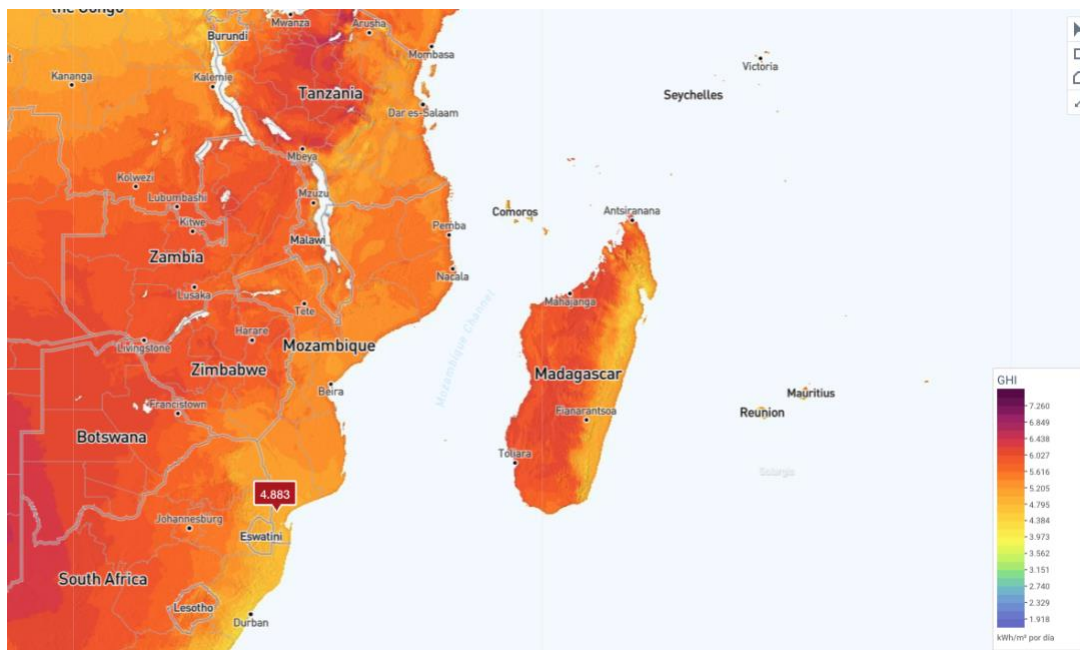 the Congo
Burundi
Mwanza
Arusha
Mombasa
Victoria
Kananga
Kalemie
Tanzania
Seychelles
Dar es-Salaam
Mbeya
Kolwezi
Lubumbashi
Mzuzu
Comoros
Antsiranana
Kitwe
Malawi
Pemba
Zambia
Nacala
Lusaka
Tete
Mahajanga
Mozambique Channel
Livingstone
Harare
Mozambique
Zimbabwe
Madagascar
Beira
Mauritius
Francistown
Fianarantsoa
Reunion
Botswana
Toliara
Solargis
4.883
Johannesburg
Eswatini
South Africa
Lesotho
Durban
GHI
7.260
6.849
6.438
6.027
5.616
5.205
4.795
4.384
3.973
3.562
3.151
2.740
2.329
1.918
kWh/m² por día